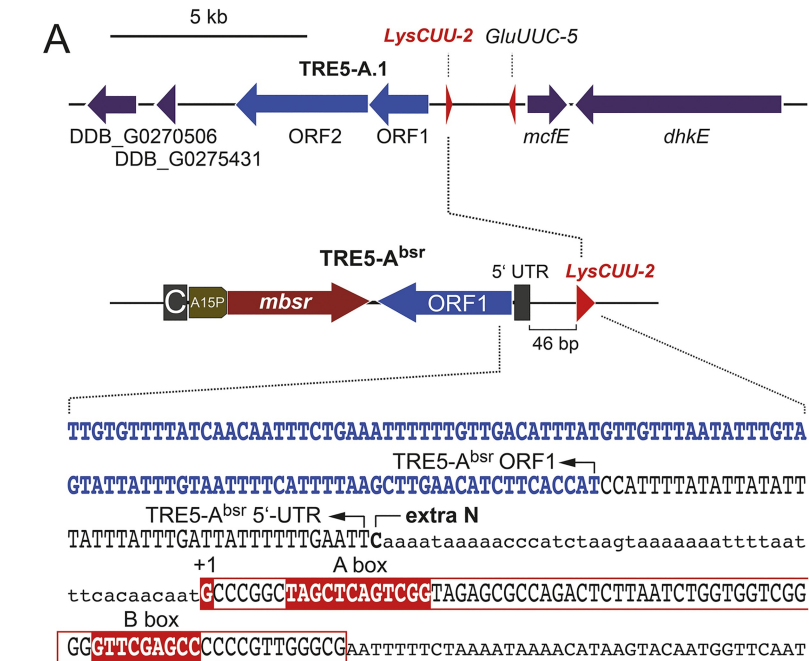 A
5 kb
LysCUU-2 GluUUC-5
TRE5-A.1
DDB_G0270506 ORF2 ORF1 mcfE dhkE
DDB_G0275431
TRE5-Absr
5‘ UTR LysCUU-2
C A15P mbsr ORF1
46 bp
TTGTGTTTTATCAACAATTTCTGAAATTTTTTGTTGACATTTATGTTGTTTAATATTTGTA
TRE5-Absr ORF1
GTATTATTTGTAATTTTCATTTTAAGCTTGAACATCTTCACCATCCATTTTATATTATATT
TRE5-Absr 5‘-UTR extra N
TATTTATTTGATTATTTTTTGAATTCaaaataaaaacccatctaagtaaaaaaattttaat
+1 A box
ttcacaacaatGCCCGGCTAGCTCAGTCGGTAGAGCGCCAGACTCTTAATCTGGTGGTCGG
B box
GGGTTCGAGCCCCCCGTTGGGCGAATTTTTCTAAAATAAAACATAAGTACAATGGTTCAAT